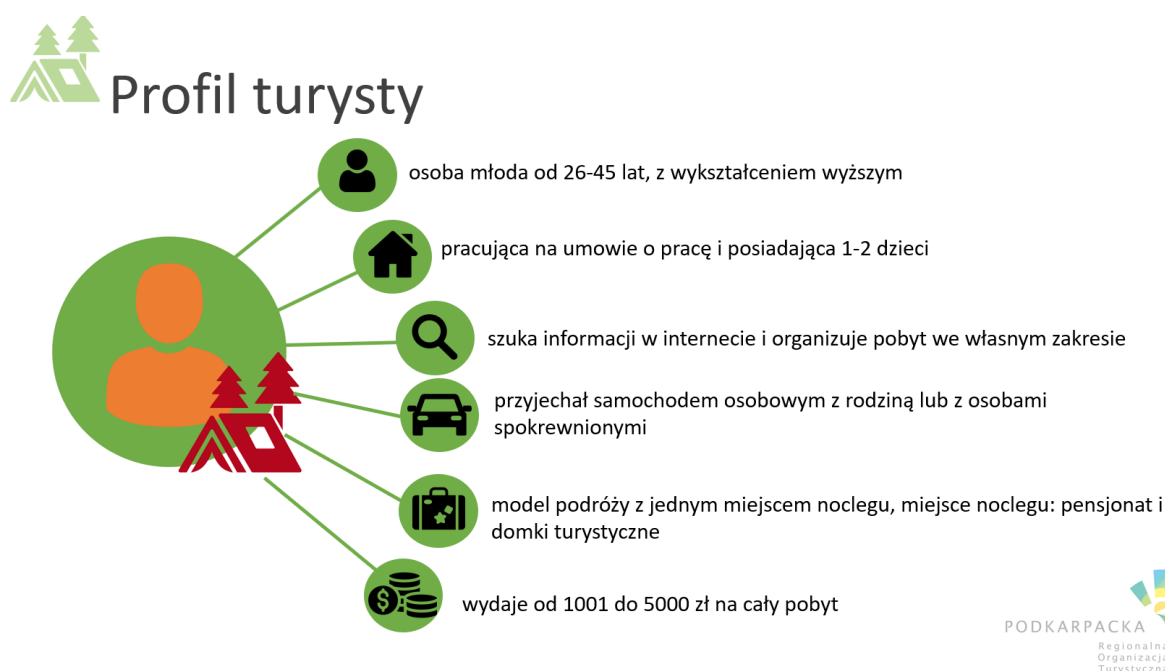 Profil turysty
osoba młoda od 26-45 lat, z wykształceniem wyższym
pracująca na umowie o pracę i posiadająca 1-2 dzieci
szuka informacji w internecie i organizuje pobyt we własnym zakresie
przyjechał samochodem osobowym z rodziną lub z osobami
spokrewnionymi
model podróży z jednym miejscem noclegu, miejsce noclegu: pensjonat i
domki turystyczne
$
wydaje od 1001 do 5000 zł na cały pobyt
PODKARPACKA
Regionalna
Organizacja
Turystyczna